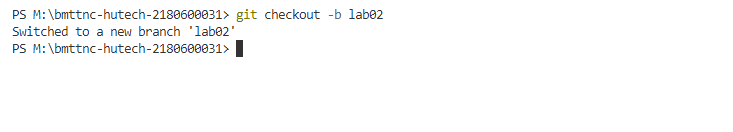 PS M:\bmttnc-hutech-2180600031> git checkout -b lab02
Switched to a new branch 'lab02'
PS M:\bmttnc-hutech-2180600031>